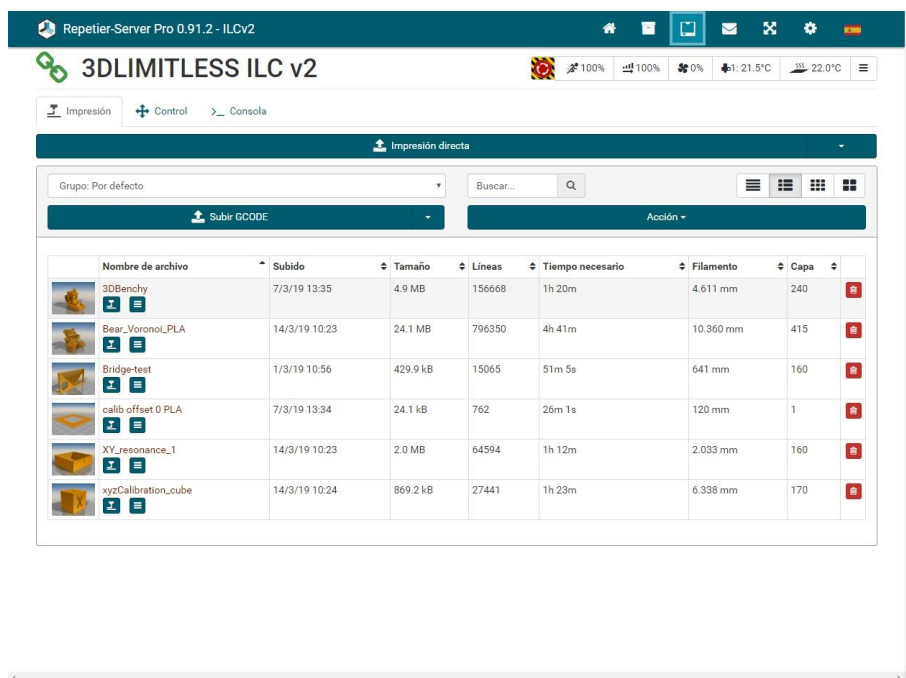 Repetier-Server Pro 0.91.2 - ILCv2
3DLIMITLESS ILC v2
100% 100% 0% 1: 21.5°C 22.0°C
Impresión Control >_ Consola
Impresión directa
Grupo: Por defecto Buscar...
Subir GCODE Acción
Nombre de archivo Subido Tamaño Líneas Tiempo necesario Filamento Capa
3DBenchy 7/3/19 13:35 4.9 MB 156668 1h 20m 4.611 mm 240
Bear_Voronoi_PLA 14/3/19 10:23 24.1 MB 796350 4h 41m 10.360 mm 415
Bridge-test 1/3/19 10:56 429.9 kB 15065 51m 5s 641 mm 160
calib offset 0 PLA 7/3/19 13:34 24.1 kB 762 26m 1s 120 mm 1
XY_resonance_1 14/3/19 10:23 2.0 MB 64594 1h 12m 2.033 mm 160
xyzCalibration_cube 14/3/19 10:24 869.2 kB 27441 1h 23m 6.338 mm 170